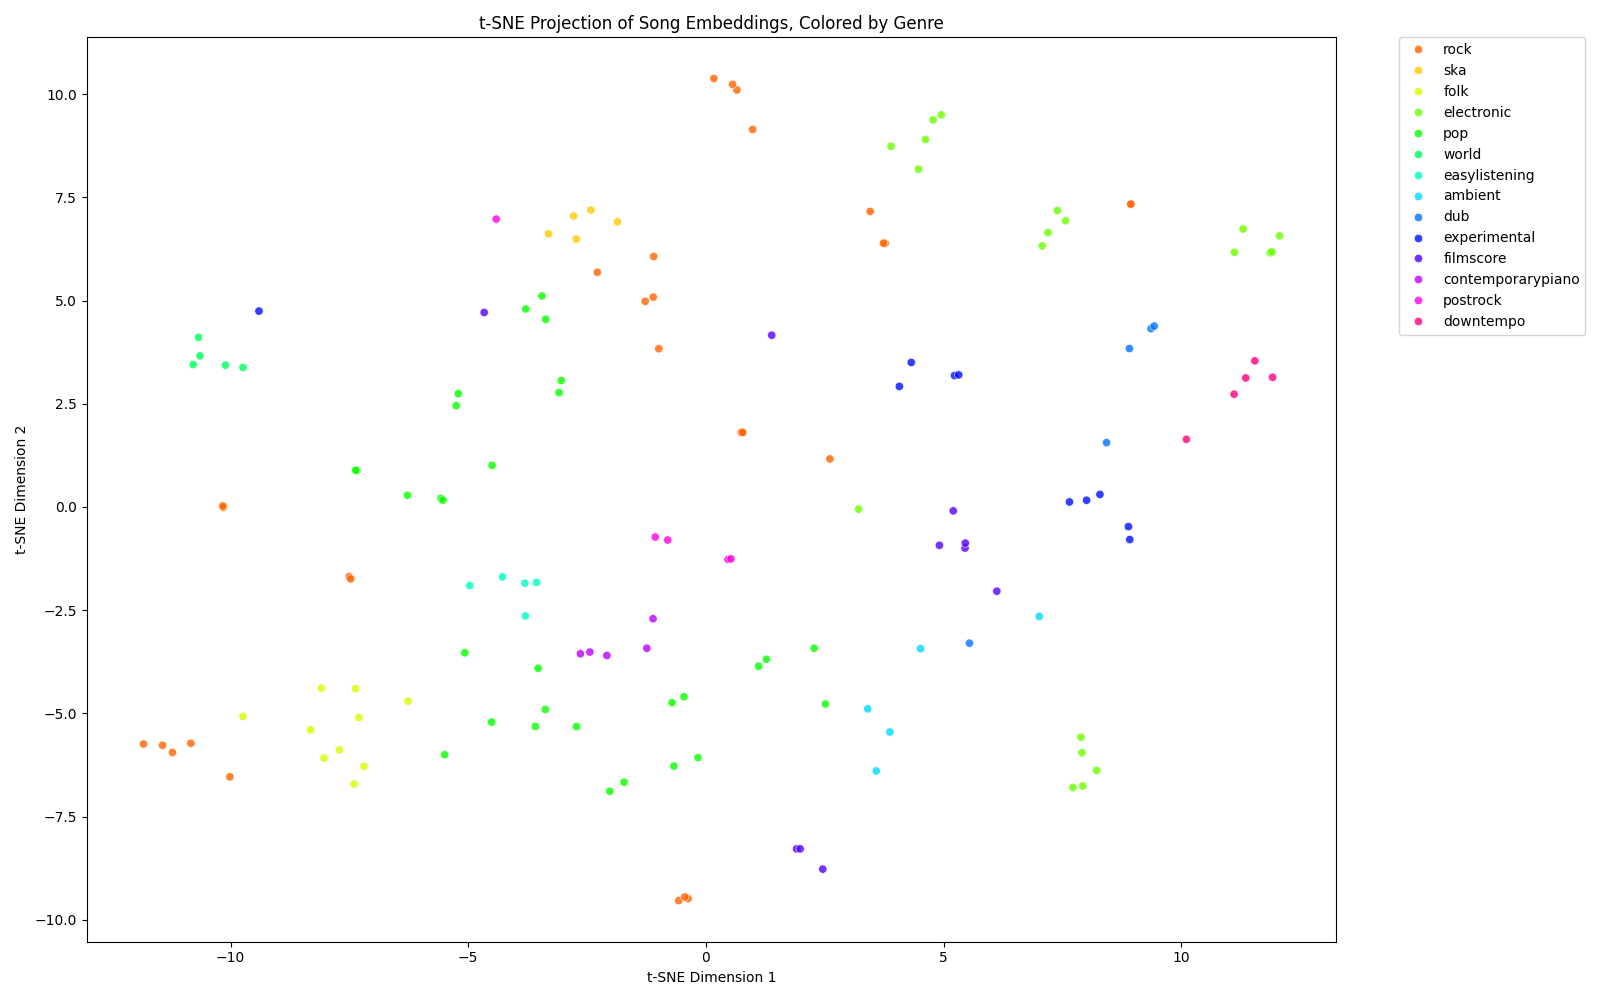 t-SNE Projection of Song Embeddings, Colored by Genre
rock
ska
folk
electronic
pop
world
easylistening
ambient
dub
experimental
filmscore
contemporarypiano
postrock
downtempo
10.0
7.5
5.0
2.5
0.0
−2.5
−5.0
−7.5
−10.0
t-SNE Dimension 2
−10
−5
0
5
10
t-SNE Dimension 1